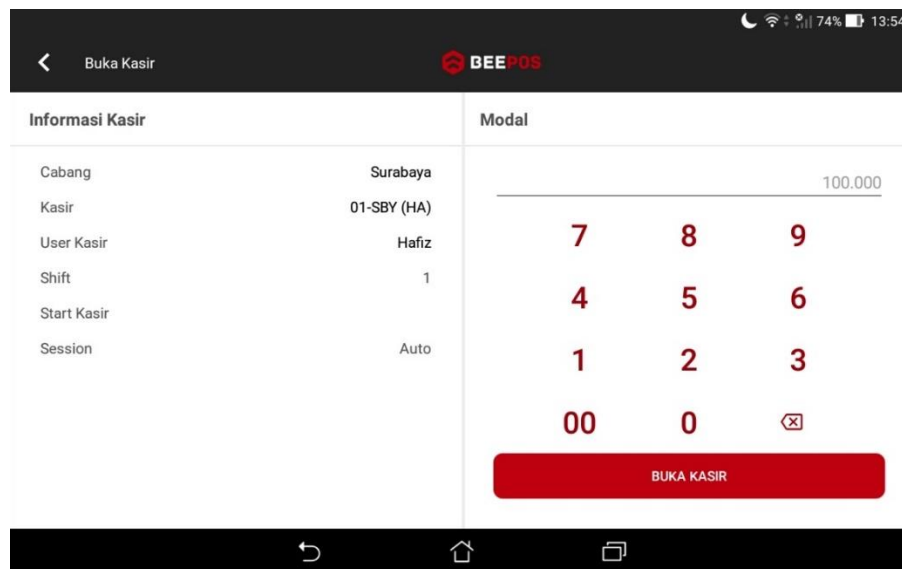 74% 13:54
Buka Kasir
BEEPOS
Informasi Kasir
Cabang Surabaya
Kasir 01-SBY (HA)
User Kasir Hafiz
Shift 1
Start Kasir
Session Auto
Modal
100.000
7 8 9
4 5 6
1 2 3
00 0
BUKA KASIR